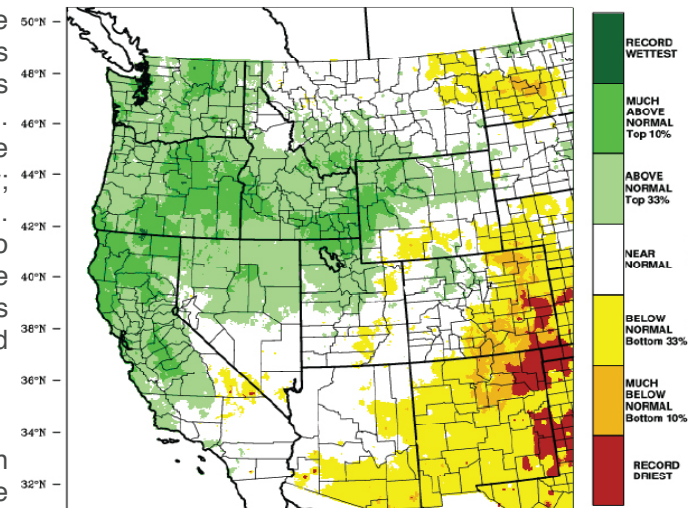 e
s
s
.
e
;
.
o
e
s
d
n
e
50°N
48°N
46°N
44°N
42°N
40°N
38°N
36°N
34°N
32°N
RECORD
WETTEST
MUCH
ABOVE
NORMAL
Top 10%
ABOVE
NORMAL
Top 33%
NEAR
NORMAL
BELOW
NORMAL
Bottom 33%
MUCH
BELOW
NORMAL
Bottom 10%
RECORD
DRIEST